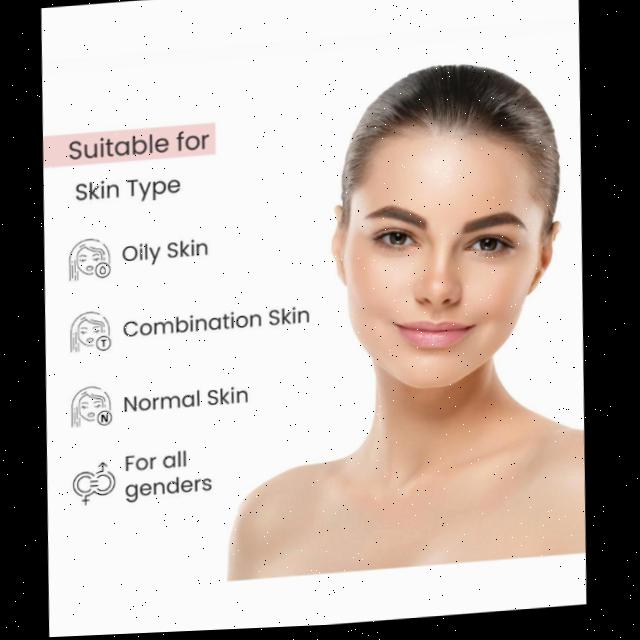 Suitable for
Skin Type
Oily Skin
O
Combination Skin
T
Normal Skin
N
For all
genders